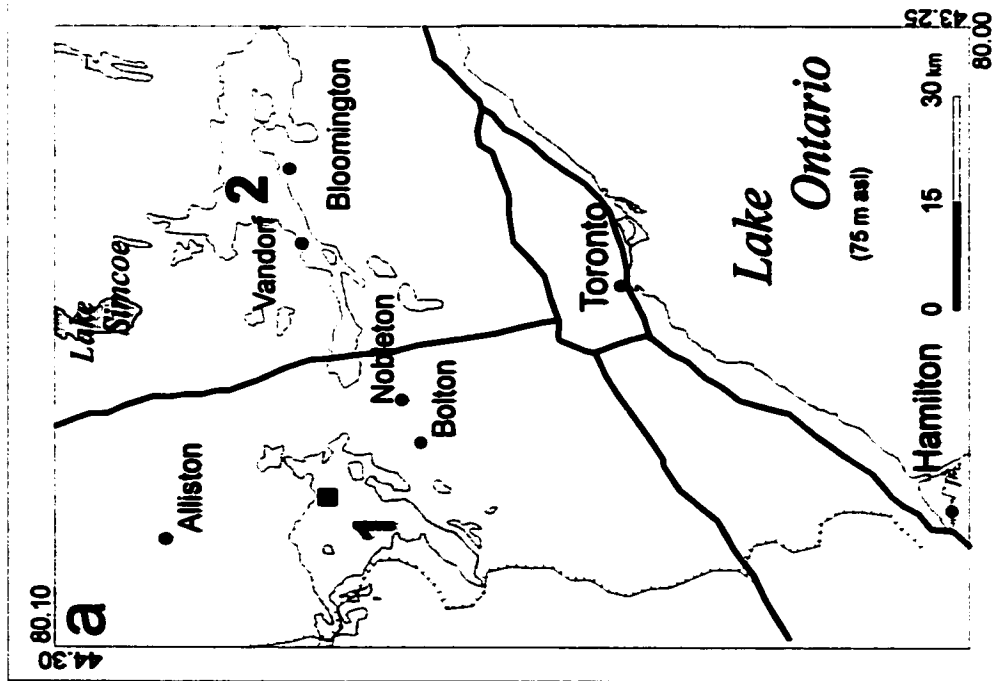 80.10
44.30
a
Alliston
Lake
Simcoe
1
Vandorf
2
Bloomington
Nobleton
Bolton
Toronto
Lake
Ontario
(75 m asl)
Hamilton
0 15 30 km
43.25
80.00